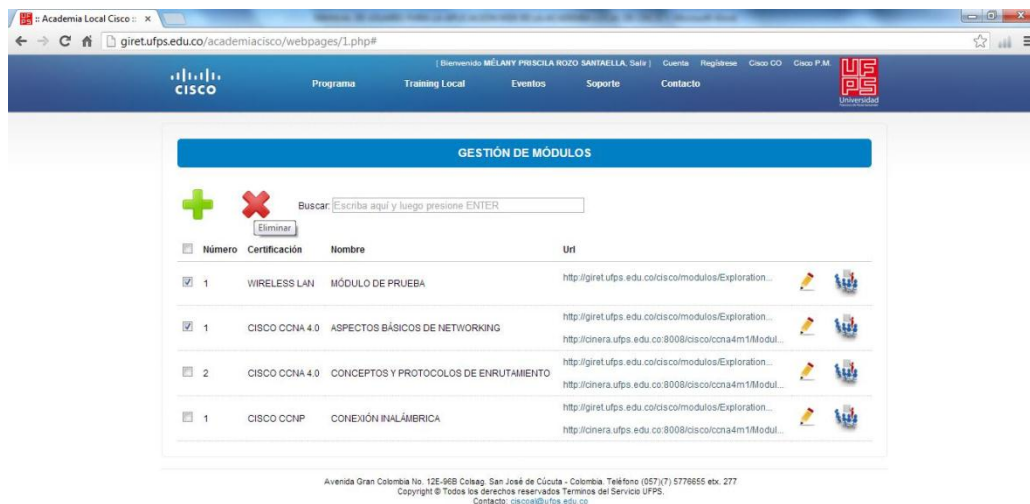 :: Academia Local Cisco ::
giret.ufps.edu.co/academiacisco/webpages/1.php#
| Bienvenido MÉLANY PRISCILA ROZO SANTAELLA, Salir | Cuenta Regístrese Cisco CO Cisco P.M.
CISCO Programa Training Local Eventos Soporte Contacto
UFPS
Universidad
GESTIÓN DE MÓDULOS
Buscar: Escriba aquí y luego presione ENTER
Eliminar
Número Certificación Nombre Url
1 WIRELESS LAN MÓDULO DE PRUEBA http://giret.ufps.edu.co/cisco/modulos/Exploration...
1 CISCO CCNA 4.0 ASPECTOS BÁSICOS DE NETWORKING http://giret.ufps.edu.co/cisco/modulos/Exploration...
http://cinera.ufps.edu.co:8008/cisco/ccna4m1/Modul...
2 CISCO CCNA 4.0 CONCEPTOS Y PROTOCOLOS DE ENRUTAMIENTO http://giret.ufps.edu.co/cisco/modulos/Exploration...
http://cinera.ufps.edu.co:8008/cisco/ccna4m1/Modul...
1 CISCO CCNP CONEXIÓN INALÁMBRICA http://giret.ufps.edu.co/cisco/modulos/Exploration...
http://cinera.ufps.edu.co:8008/cisco/ccna4m1/Modul...
Avenida Gran Colombia No. 12E-96B Colsag. San José de Cúcuta - Colombia. Teléfono (057)(7) 5776655 etx. 277
Copyright © Todos los derechos reservados Terminos del Servicio UFPS.
Contacto: ciscoal@ufps.edu.co